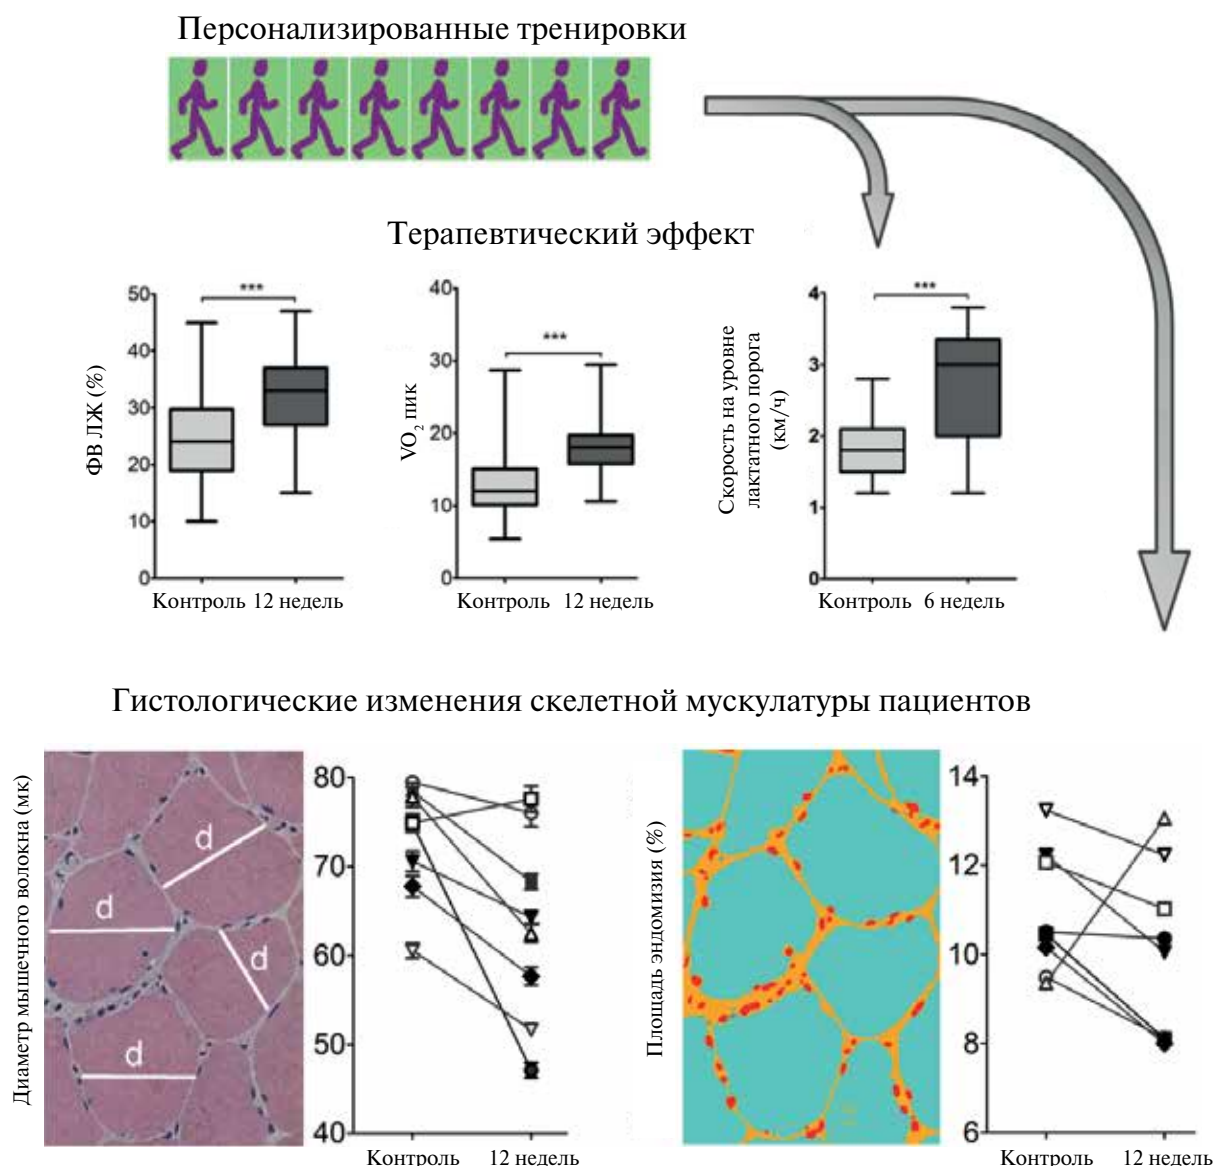 Персонализированные тренировки
Терапевтический эффект
ФВ ЛЖ (%)
50
40
30
20
10
0
***
Контроль 12 недель
VO2 пик
40
30
20
10
0
***
Контроль 12 недель
Скорость на уровне
лактатного порога
(км/ч)
4
3
2
1
0
***
Контроль 6 недель
Гистологические изменения скелетной мускулатуры пациентов
Диаметр мышечного волокна (мк)
d
d
d
d
80
70
60
50
40
Контроль 12 недель
Площадь эндомизия (%)
14
12
10
8
6
Контроль 12 недель